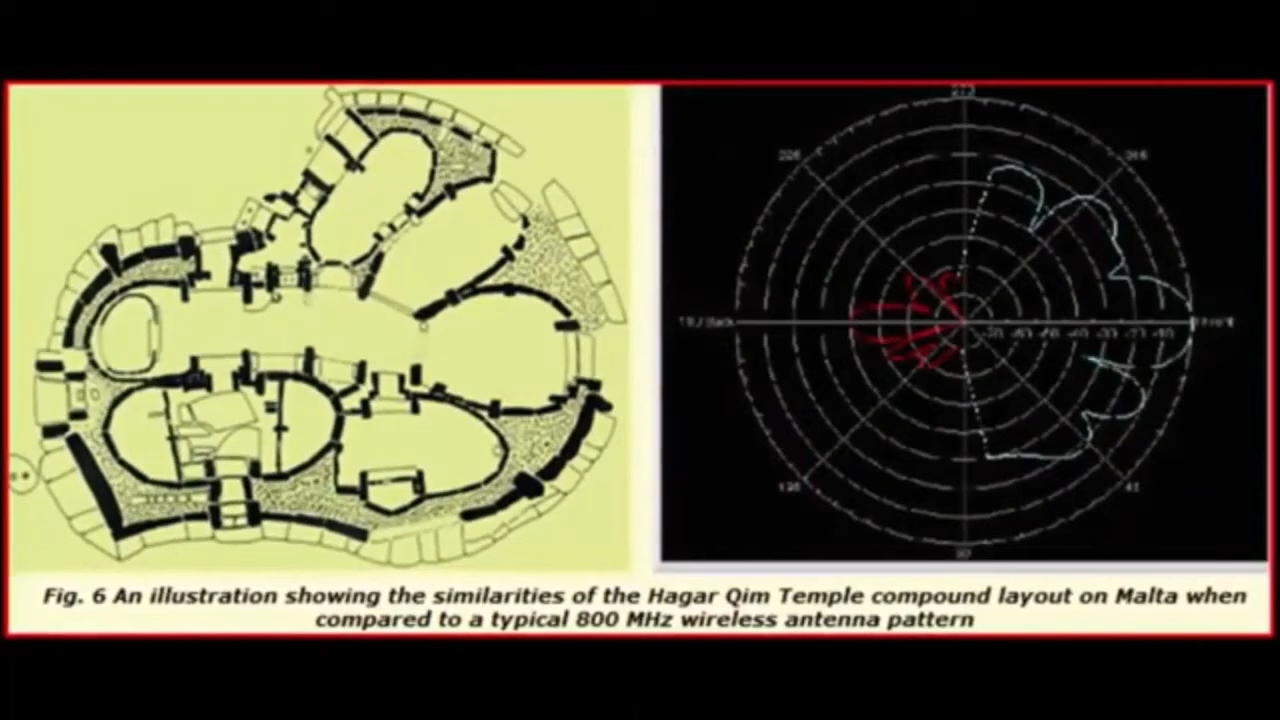 273
Fig. 6 An illustration showing the similarities of the Hagar Qim Temple compound layout on Malta when
compared to a typical 800 MHz wireless antenna pattern